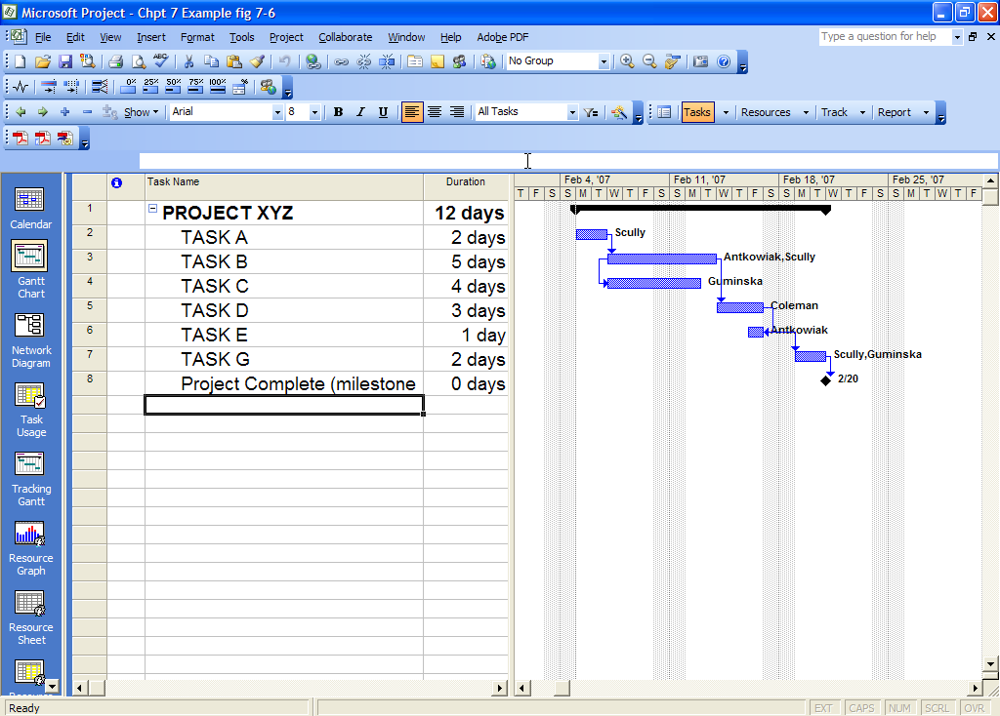 Microsoft Project - Chpt 7 Example fig 7-6
File Edit View Insert Format Tools Project Collaborate Window Help Adobe PDF
Type a question for help
No Group
0% 25% 50% 75% 100%
Show Arial 8 B I U All Tasks Tasks Resources Track Report
Calendar
Gantt
Chart
Network
Diagram
Task
Usage
Tracking
Gantt
Resource
Graph
Resource
Sheet
Task Name Duration
1 PROJECT XYZ 12 days
2 TASK A 2 days
3 TASK B 5 days
4 TASK C 4 days
5 TASK D 3 days
6 TASK E 1 day
7 TASK G 2 days
8 Project Complete (milestone 0 days
Feb 4, '07 Feb 11, '07 Feb 18, '07 Feb 25, '07
T F S S M T W T F S S M T W T F S S M T W T F S S M T W T F
Scully
Antkowiak,Scully
Guminska
Coleman
Antkowiak
Scully,Guminska
2/20
Ready
EXT CAPS NUM SCRL OVR